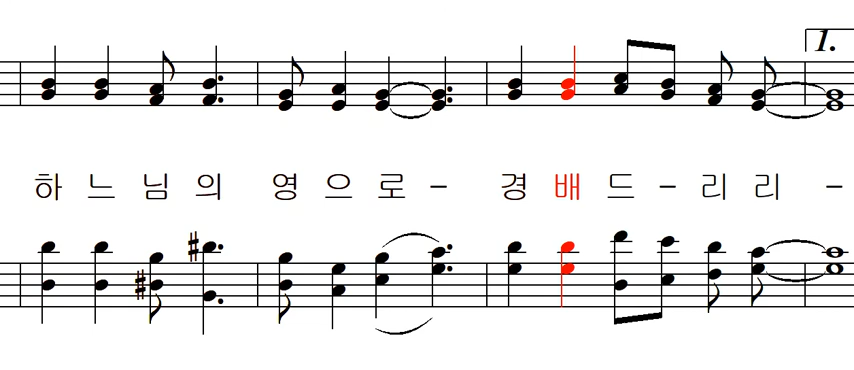 1.
하 느 님 의 영 으 로 - 경 배 드 - 리 리 -